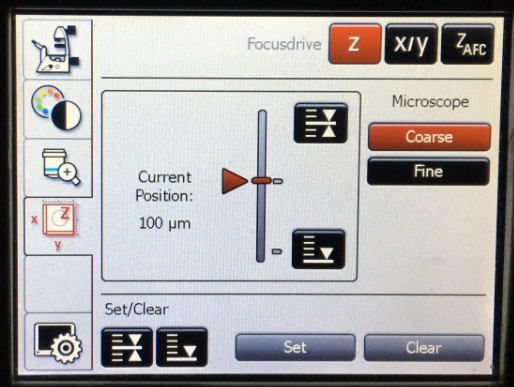 Focusdrive Z X/Y ZAFC
Microscope
Coarse
Fine
Current
Position:
100 µm
x Z
y
Set/Clear
Set Clear